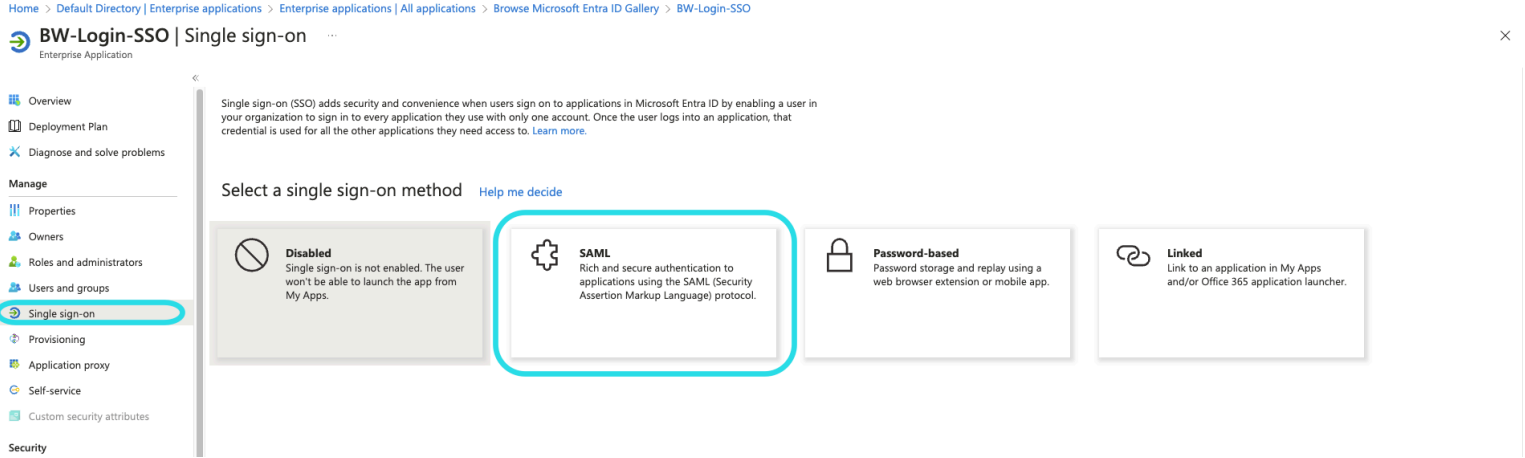 Home > Default Directory | Enterprise applications > Enterprise applications | All applications > Browse Microsoft Entra ID Gallery > BW-Login-SSO
BW-Login-SSO | Single sign-on ...
Enterprise Application
Overview
Deployment Plan
Diagnose and solve problems
Manage
Properties
Owners
Roles and administrators
Users and groups
Single sign-on
Provisioning
Application proxy
Self-service
Custom security attributes
Security
Single sign-on (SSO) adds security and convenience when users sign on to applications in Microsoft Entra ID by enabling a user in
your organization to sign in to every application they use with only one account. Once the user logs into an application, that
credential is used for all the other applications they need access to. Learn more.
Select a single sign-on method Help me decide
Disabled
Single sign-on is not enabled. The user
won't be able to launch the app from
My Apps.
SAML
Rich and secure authentication to
applications using the SAML (Security
Assertion Markup Language) protocol.
Password-based
Password storage and replay using a
web browser extension or mobile app.
Linked
Link to an application in My Apps
and/or Office 365 application launcher.